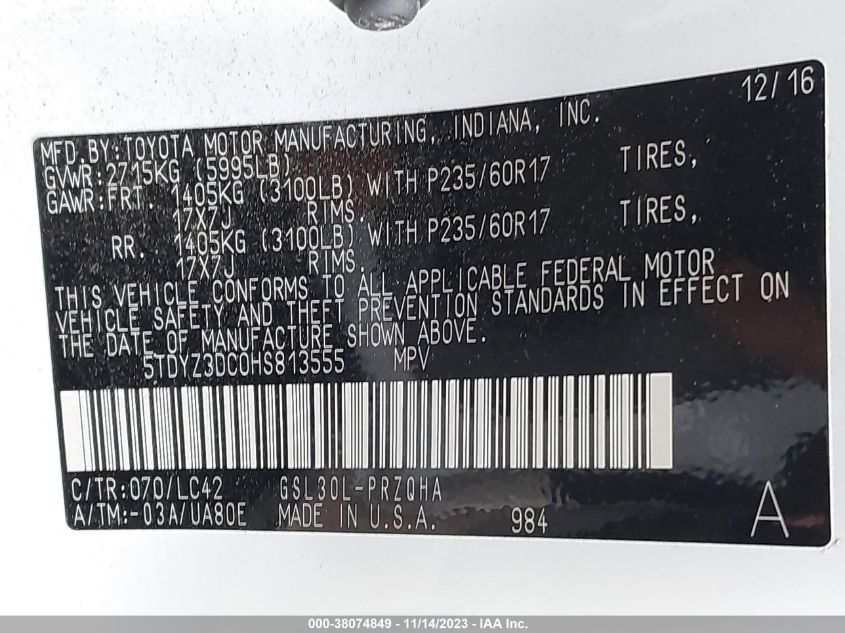 12/16
MFD.BY:TOYOTA MOTOR MANUFACTURING, INDIANA, INC.
GVWR:2715KG (5995LB)
GAWR:FRT. 1405KG (3100LB) WITH P235/60R17 TIRES,
17X7J RIMS.
RR. 1405KG (3100LB) WITH P235/60R17 TIRES,
17X7J RIMS.
THIS VEHICLE CONFORMS TO ALL APPLICABLE FEDERAL MOTOR
VEHICLE SAFETY AND THEFT PREVENTION STANDARDS IN EFFECT ON
THE DATE OF MANUFACTURE SHOWN ABOVE.
5TDYZ3DC0HS813555 MPV
C/TR:070/LC42 GSL30L-PRZQHA
A/TM:-03A/UA80E MADE IN U.S.A. 984 A
000-38074849 - 11/14/2023 - IAA Inc.